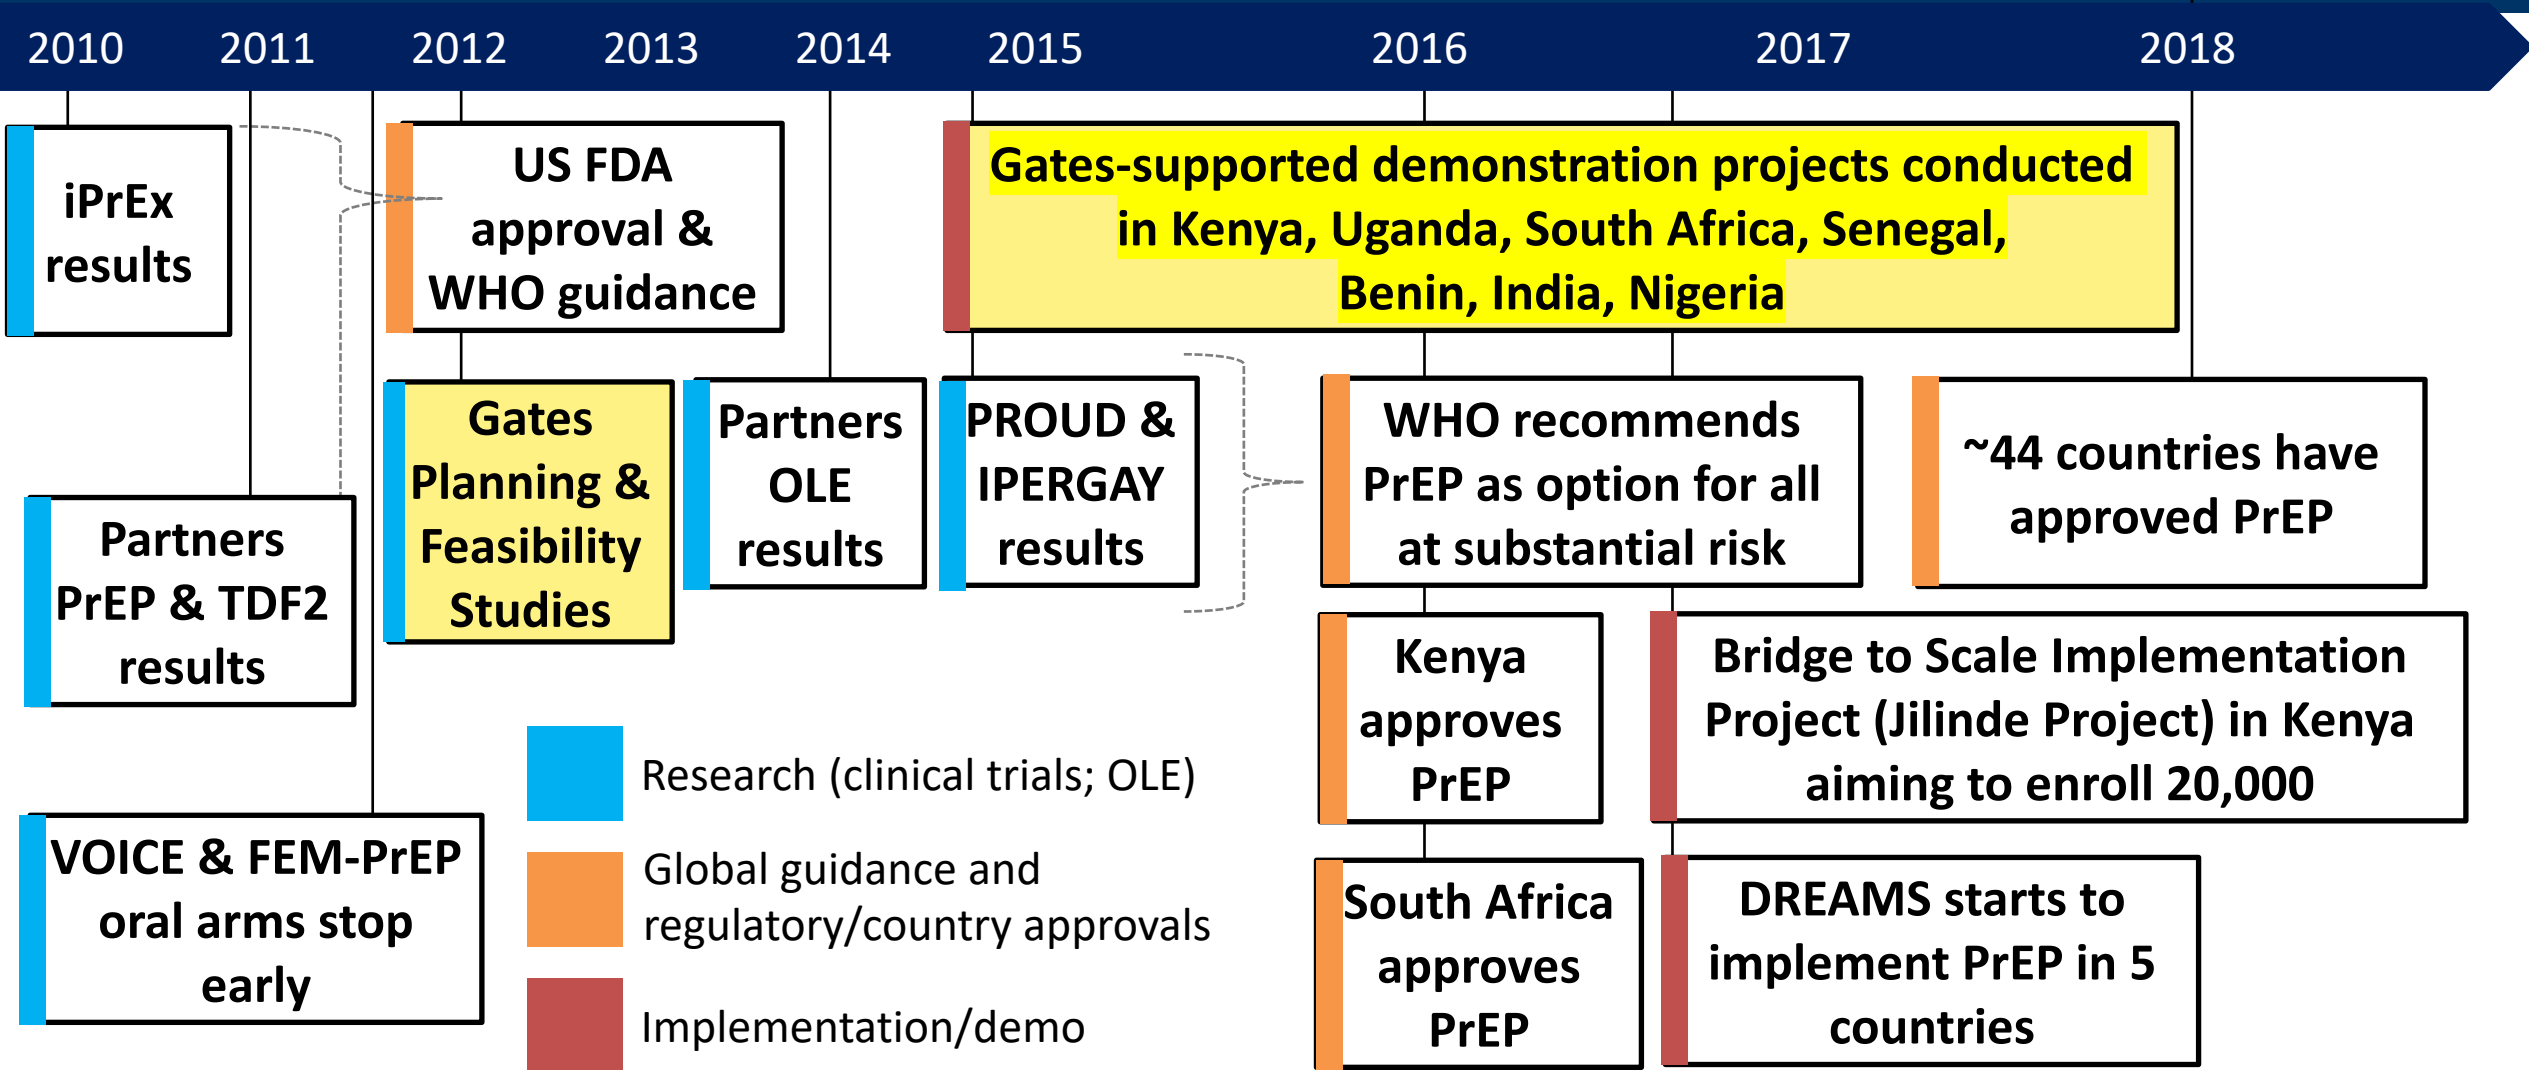 2010 2011 2012 2013 2014 2015 2016 2017 2018
iPrEx
results
US FDA
approval &
WHO guidance
Gates-supported demonstration projects conducted
in Kenya, Uganda, South Africa, Senegal,
Benin, India, Nigeria
Partners
PrEP & TDF2
results
Gates
Planning &
Feasibility
Studies
Partners
OLE
results
PROUD &
IPERGAY
results
WHO recommends
PrEP as option for all
at substantial risk
~44 countries have
approved PrEP
Kenya
approves
PrEP
Bridge to Scale Implementation
Project (Jilinde Project) in Kenya
aiming to enroll 20,000
VOICE & FEM-PrEP
oral arms stop
early
South Africa
approves
PrEP
DREAMS starts to
implement PrEP in 5
countries
Research (clinical trials; OLE)
Global guidance and
regulatory/country approvals
Implementation/demo